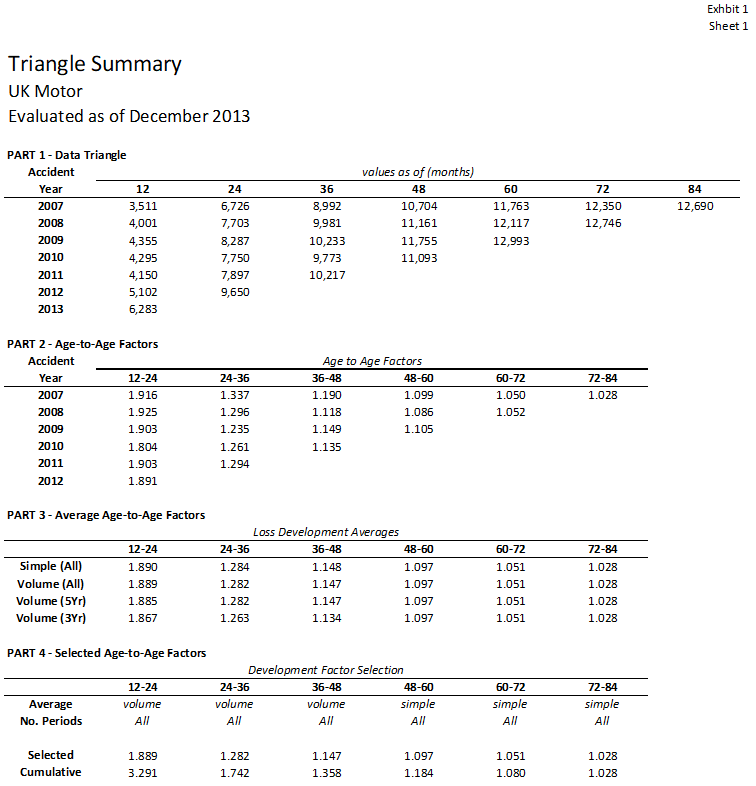 Exhbit 1
Sheet 1
Triangle Summary
UK Motor
Evaluated as of December 2013
PART 1 - Data Triangle
Accident values as of (months)
Year 12 24 36 48 60 72 84
2007 3,511 6,726 8,992 10,704 11,763 12,350 12,690
2008 4,001 7,703 9,981 11,161 12,117 12,746
2009 4,355 8,287 10,233 11,755 12,993
2010 4,295 7,750 9,773 11,093
2011 4,150 7,897 10,217
2012 5,102 9,650
2013 6,283
PART 2 - Age-to-Age Factors
Accident Age to Age Factors
Year 12-24 24-36 36-48 48-60 60-72 72-84
2007 1.916 1.337 1.190 1.099 1.050 1.028
2008 1.925 1.296 1.118 1.086 1.052
2009 1.903 1.235 1.149 1.105
2010 1.804 1.261 1.135
2011 1.903 1.294
2012 1.891
PART 3 - Average Age-to-Age Factors
Loss Development Averages
12-24 24-36 36-48 48-60 60-72 72-84
Simple (All) 1.890 1.284 1.148 1.097 1.051 1.028
Volume (All) 1.889 1.282 1.147 1.097 1.051 1.028
Volume (5Yr) 1.885 1.282 1.147 1.097 1.051 1.028
Volume (3Yr) 1.867 1.263 1.134 1.097 1.051 1.028
PART 4 - Selected Age-to-Age Factors
Development Factor Selection
12-24 24-36 36-48 48-60 60-72 72-84
Average volume volume volume simple simple simple
No. Periods All All All All All All
Selected 1.889 1.282 1.147 1.097 1.051 1.028
Cumulative 3.291 1.742 1.358 1.184 1.080 1.028